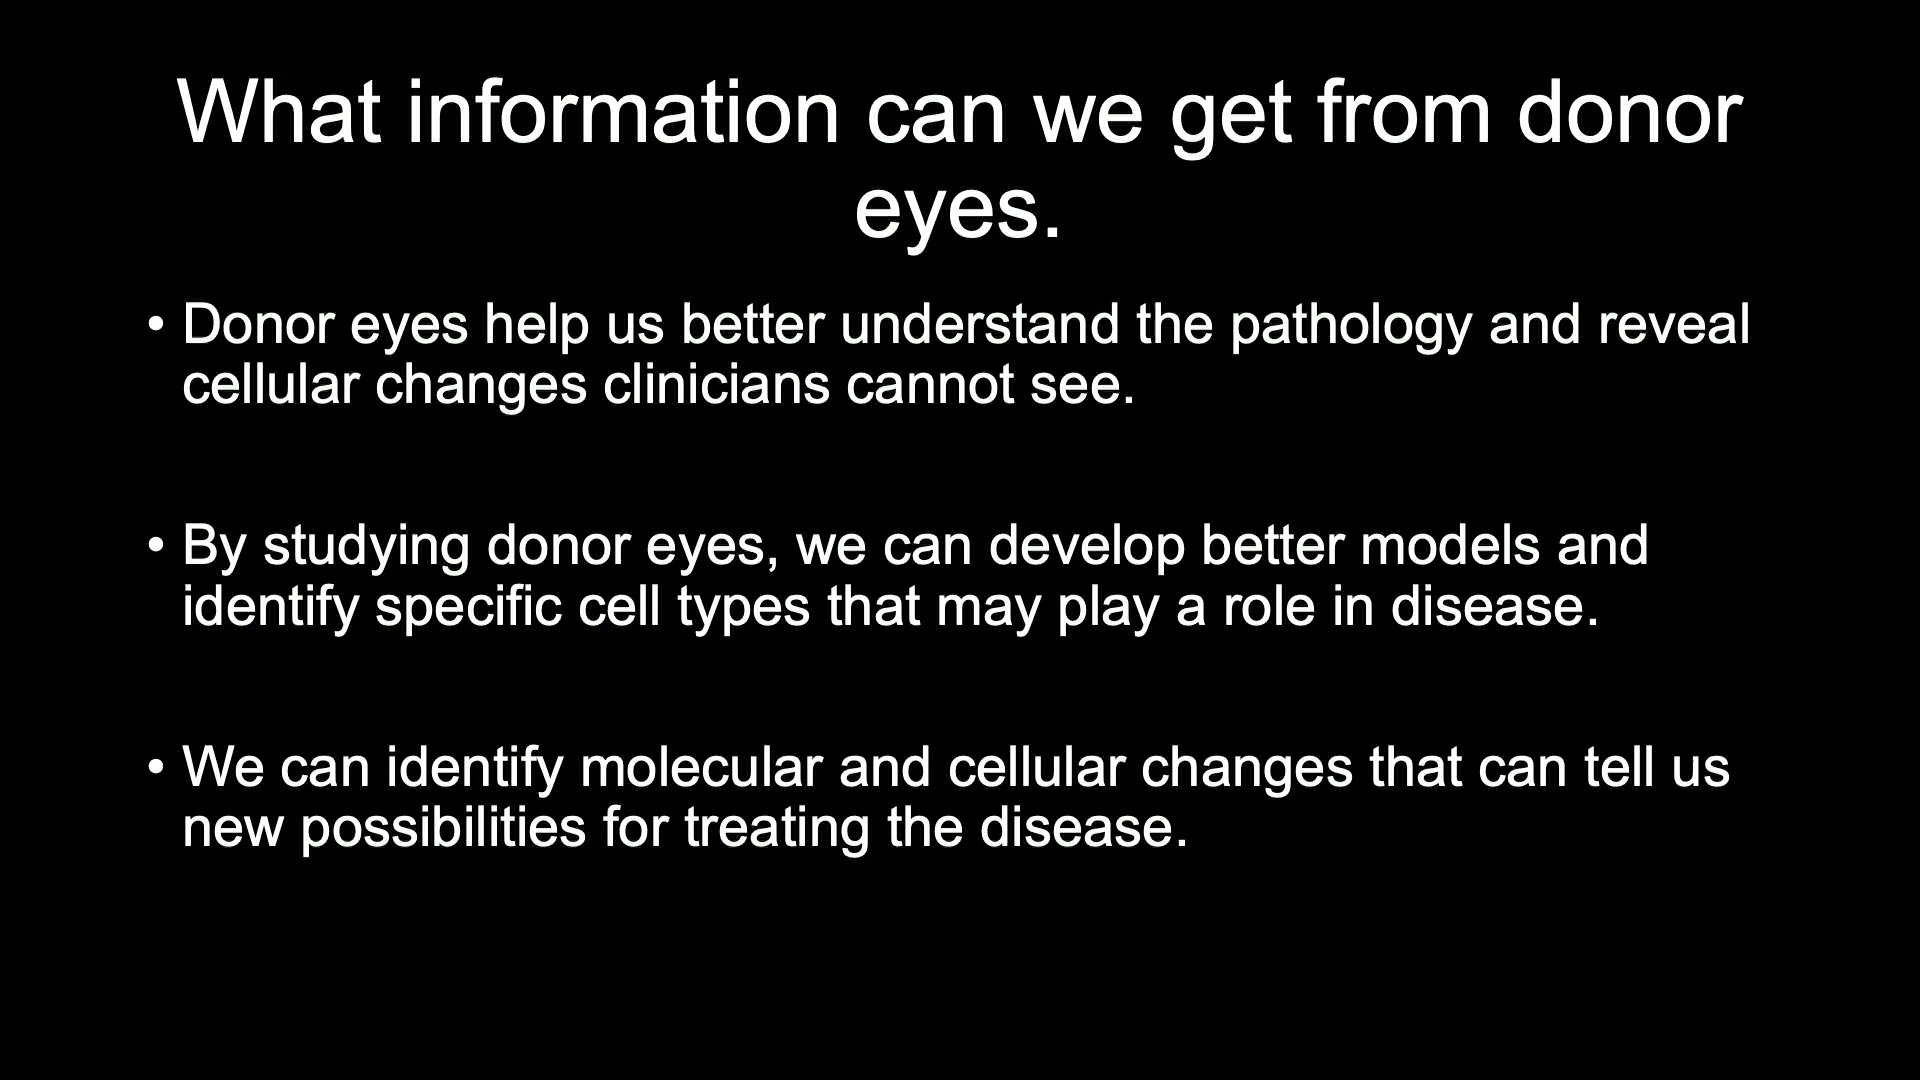 What information can we get from donor
eyes.
• Donor eyes help us better understand the pathology and reveal
cellular changes clinicians cannot see.
• By studying donor eyes, we can develop better models and
identify specific cell types that may play a role in disease.
• We can identify molecular and cellular changes that can tell us
new possibilities for treating the disease.